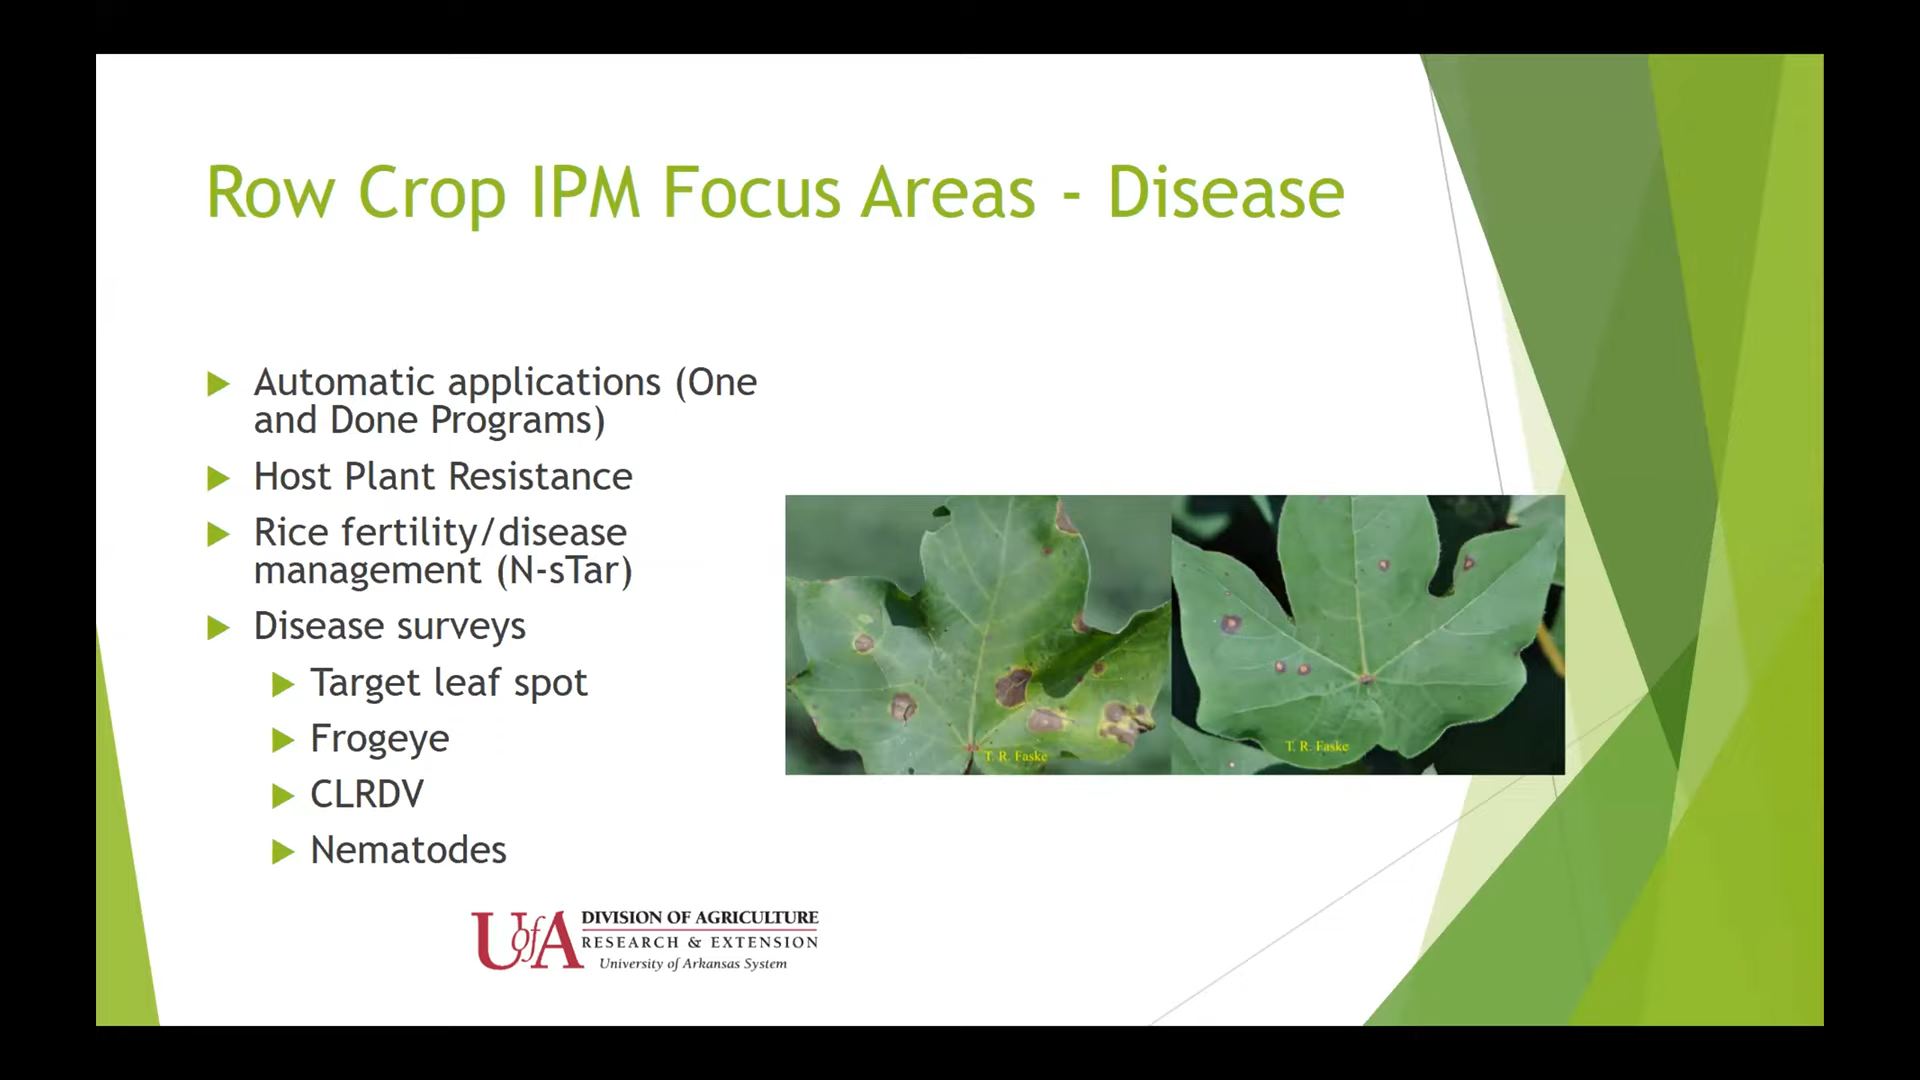 Row Crop IPM Focus Areas - Disease
Automatic applications (One
and Done Programs)
Host Plant Resistance
Rice fertility/disease
management (N-sTar)
Disease surveys
Target leaf spot
Frogeye
CLRDV
Nematodes
T. R. Faske
T. R. Faske
UofA
DIVISION OF AGRICULTURE
RESEARCH & EXTENSION
University of Arkansas System